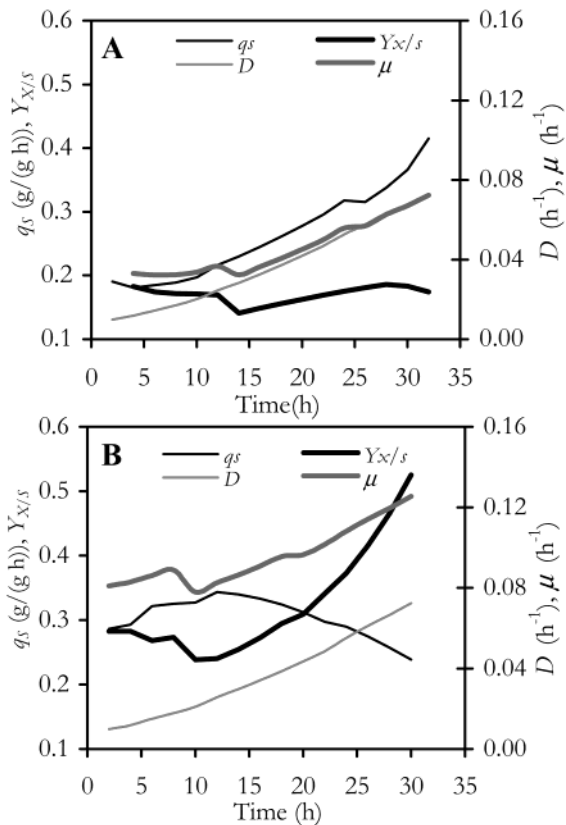 A
qs
Yx/s
D
μ
0.6
0.5
0.4
0.3
0.2
0.1
0.16
0.12
0.08
0.04
0.00
0 5 10 15 20 25 30 35
Time(h)
qs (g/(g h)), YX/s
D (h-1), μ (h-1)
B
qs
Yx/s
D
μ
0.6
0.5
0.4
0.3
0.2
0.1
0.16
0.12
0.08
0.04
0.00
0 5 10 15 20 25 30 35
Time (h)
qs (g/(g h)), YX/s
D (h-1), μ (h-1)